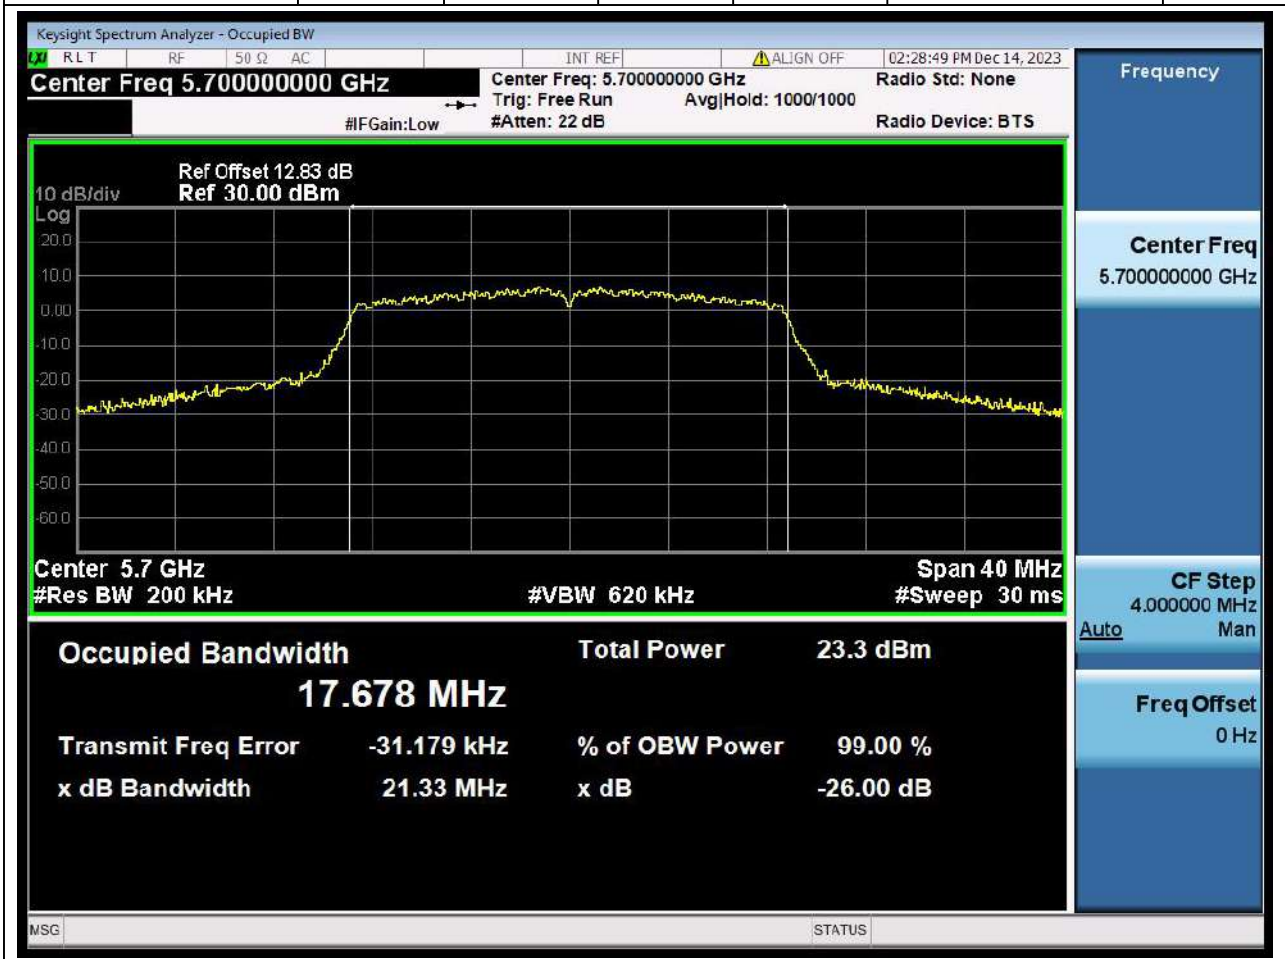 Keysight Spectrum Analyzer - Occupied BW
LXI RLT RF 50 Ω AC INT REF ALIGN OFF 02:28:49 PM Dec 14, 2023
Center Freq 5.700000000 GHz
Center Freq: 5.700000000 GHz
Radio Std: None
Trig: Free Run Avg|Hold: 1000/1000
#IFGain:Low
#Atten: 22 dB
Radio Device: BTS
Ref Offset 12.83 dB
10 dB/div Ref 30.00 dBm
Log
20.0
10.0
0.00
-10.0
-20.0
-30.0
-40.0
-50.0
-60.0
Center 5.7 GHz Span 40 MHz
#Res BW 200 kHz #VBW 620 kHz #Sweep 30 ms
Occupied Bandwidth Total Power 23.3 dBm
17.678 MHz
Transmit Freq Error -31.179 kHz % of OBW Power 99.00 %
x dB Bandwidth 21.33 MHz x dB -26.00 dB
MSG STATUS
Frequency
Center Freq
5.700000000 GHz
CF Step
4.000000 MHz
Auto Man
Freq Offset
0 Hz